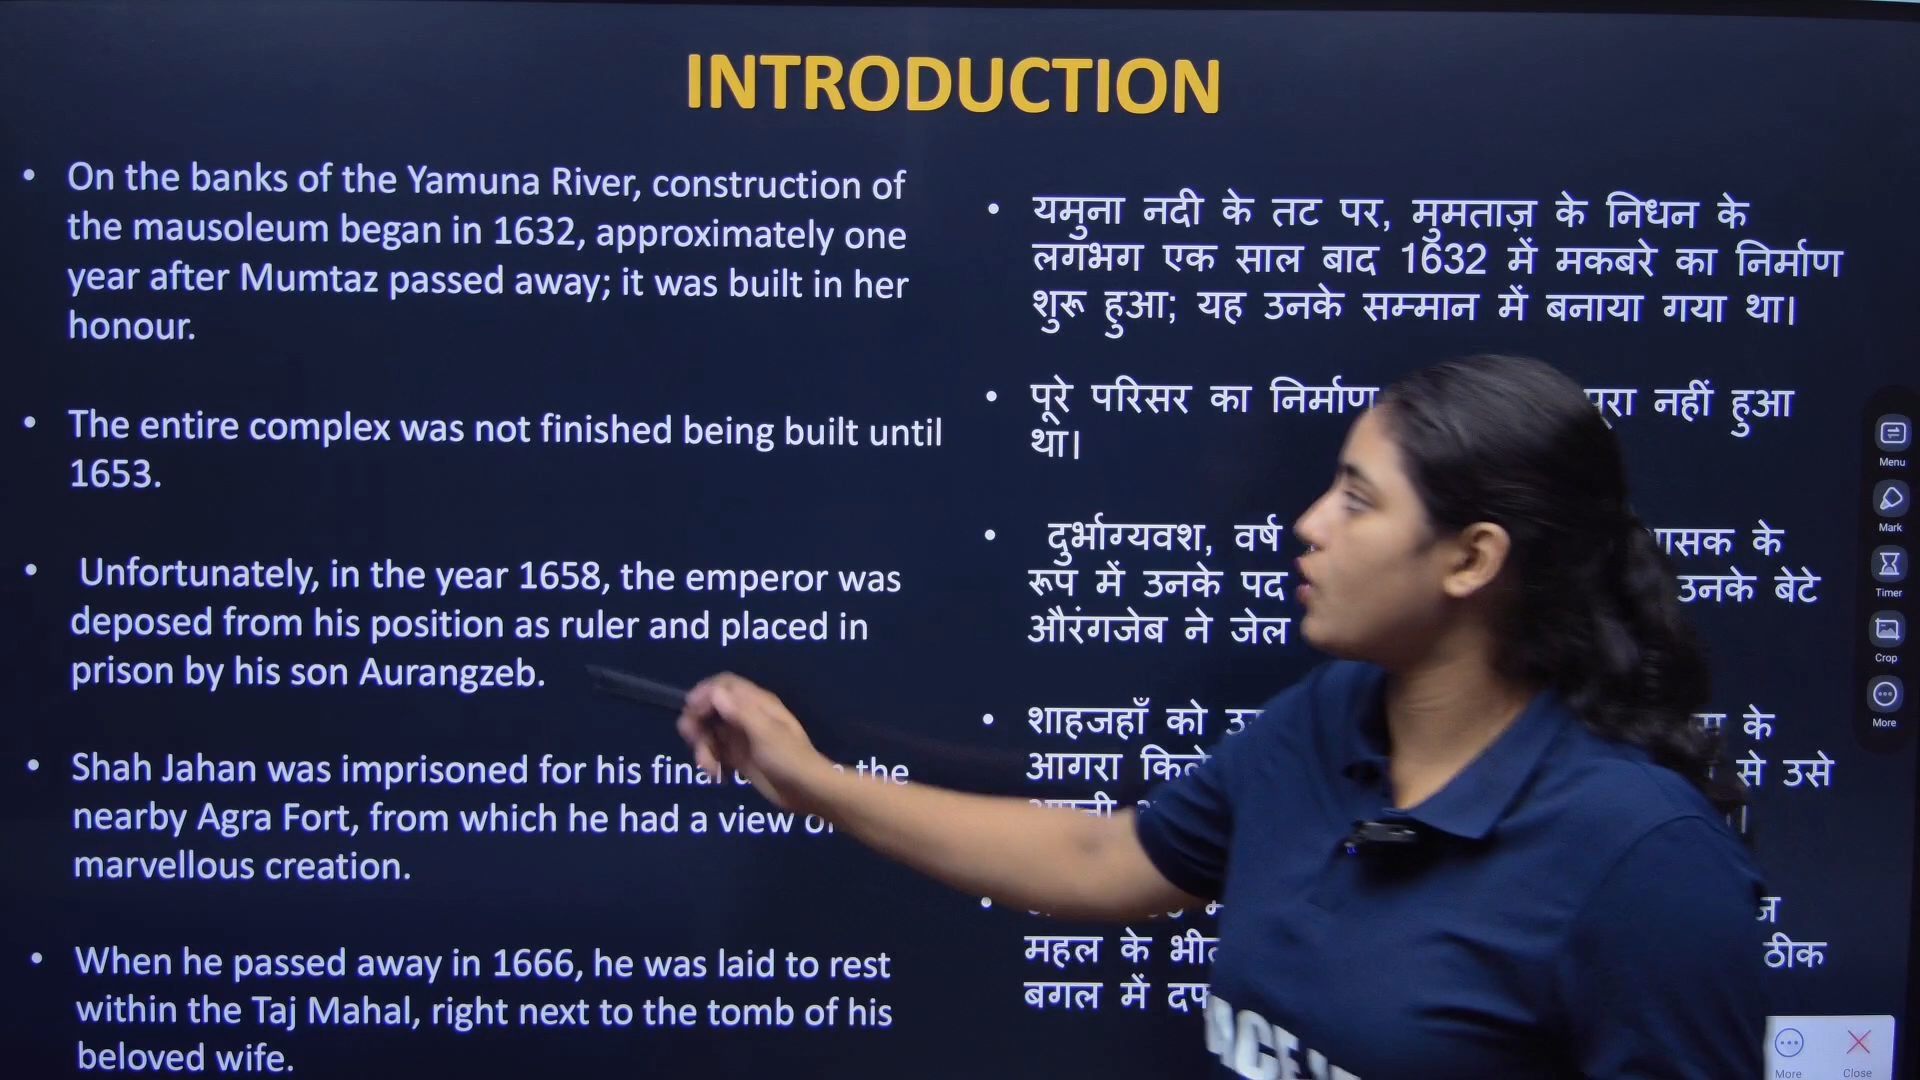 INTRODUCTION
• On the banks of the Yamuna River, construction of
the mausoleum began in 1632, approximately one
year after Mumtaz passed away; it was built in her
honour.
• The entire complex was not finished being built until
1653.
• Unfortunately, in the year 1658, the emperor was
deposed from his position as ruler and placed in
prison by his son Aurangzeb.
• Shah Jahan was imprisoned for his final the
nearby Agra Fort, from which he had a view
marvellous creation.
• When he passed away in 1666, he was laid to rest
within the Taj Mahal, right next to the tomb of his
beloved wife.
• यमुना नदी के तट पर, मुमताज़ के निधन के
लगभग एक साल बाद 1632 में मकबरे का निर्माण
शुरू हुआ; यह उनके सम्मान में बनाया गया था।
• पूरे परिसर का निर्माण नहीं हुआ
था।
• दुर्भाग्यवश, वर्ष के
रूप में उनके पद उनके बेटे
औरंगजेब ने जेल
• शाहजहाँ को के
आगरा से उसे
महल के ठीक
बगल में
Menu
Mark
Timer
Crop
More
More
Close